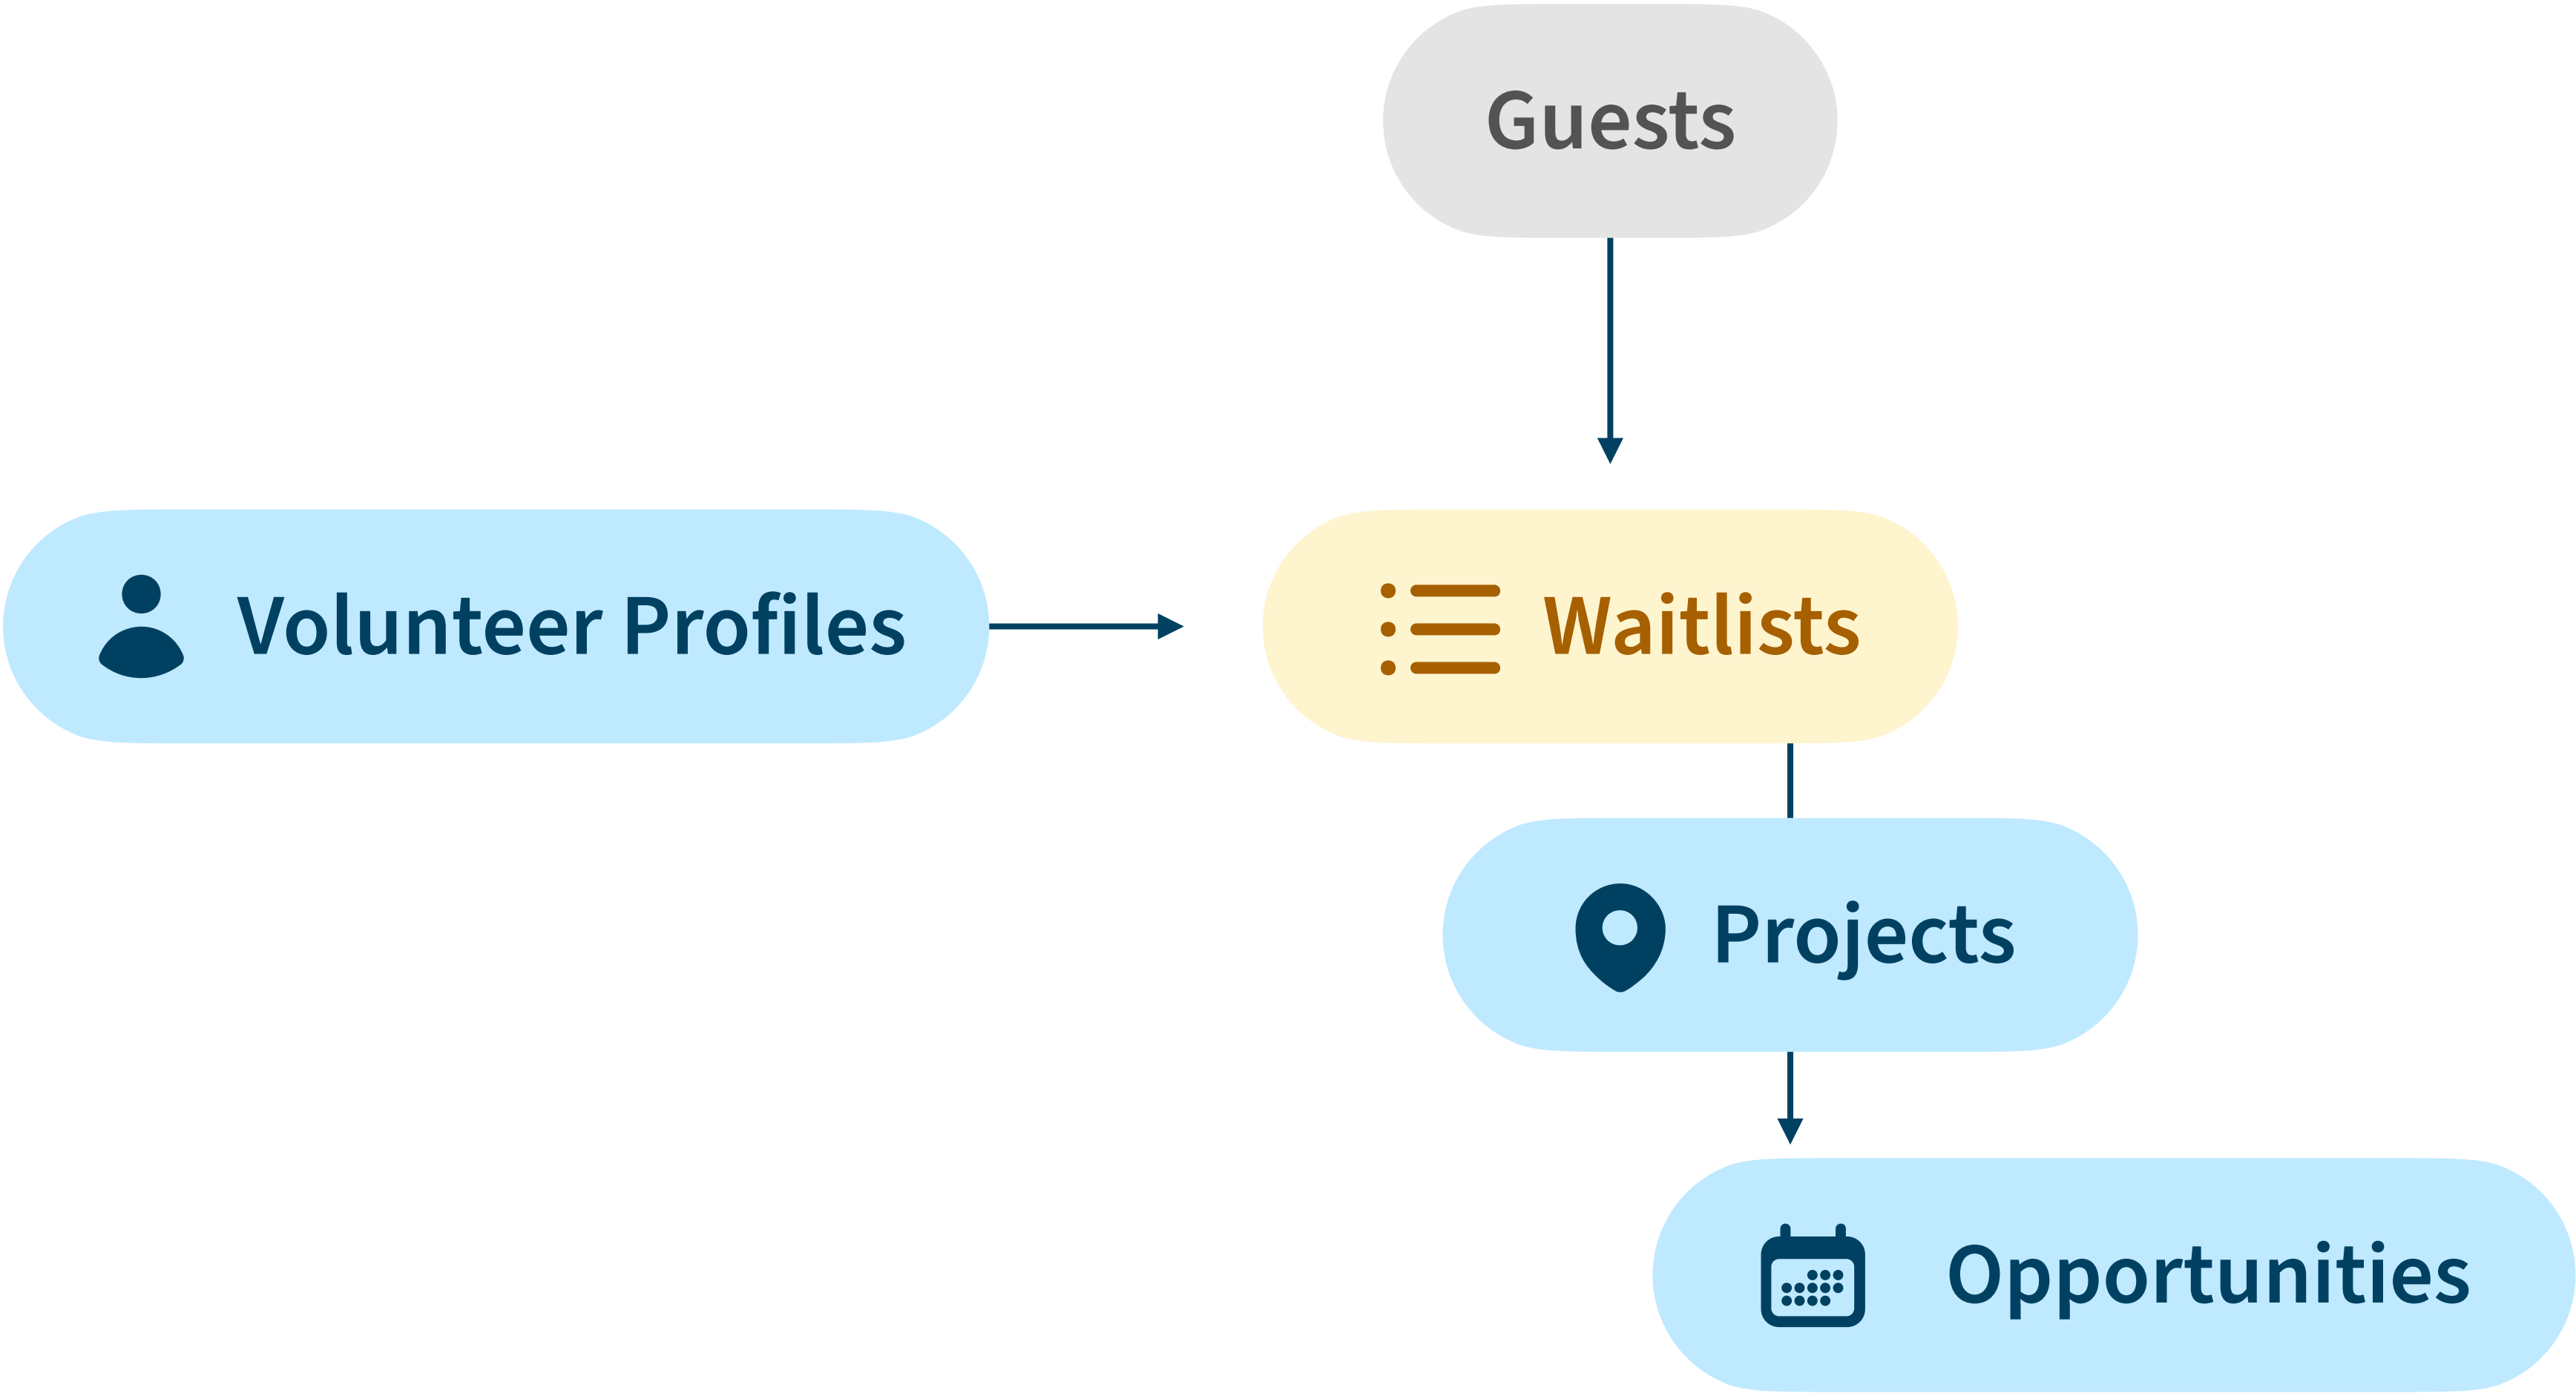 Guests
Volunteer Profiles
Waitlists
Projects
Opportunities